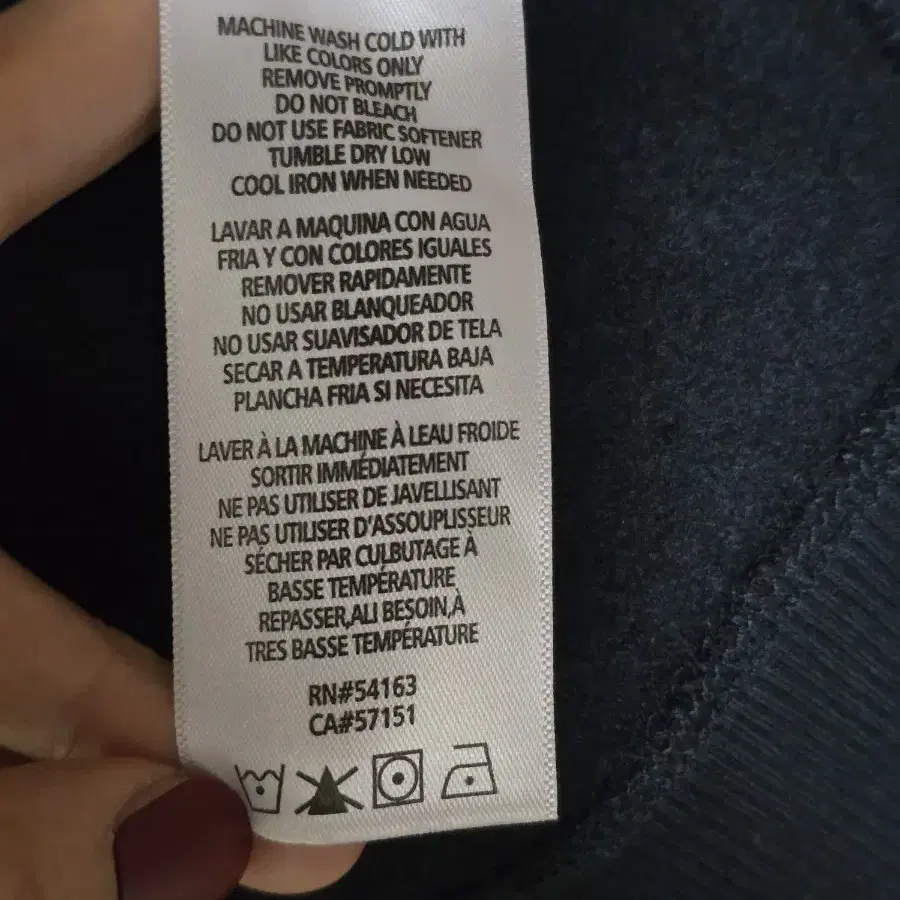 MACHINE WASH COLD WITH
LIKE COLORS ONLY
REMOVE PROMPTLY
DO NOT BLEACH
DO NOT USE FABRIC SOFTENER
TUMBLE DRY LOW
COOL IRON WHEN NEEDED
LAVAR A MAQUINA CON AGUA
FRIA Y CON COLORES IGUALES
REMOVER RAPIDAMENTE
NO USAR BLANQUEADOR
NO USAR SUAVISADOR DE TELA
SECAR A TEMPERATURA BAJA
PLANCHA FRIA SI NECESITA
LAVER À LA MACHINE À LEAU FROIDE
SORTIR IMMÉDIATEMENT
NE PAS UTILISER DE JAVELLISANT
NE PAS UTILISER D'ASSOUPLISSEUR
SÉCHER PAR CULBUTAGE À
BASSE TEMPÉRATURE
REPASSER,ALI BESOIN,À
TRES BASSE TEMPÉRATURE
RN#54163
CA#57151